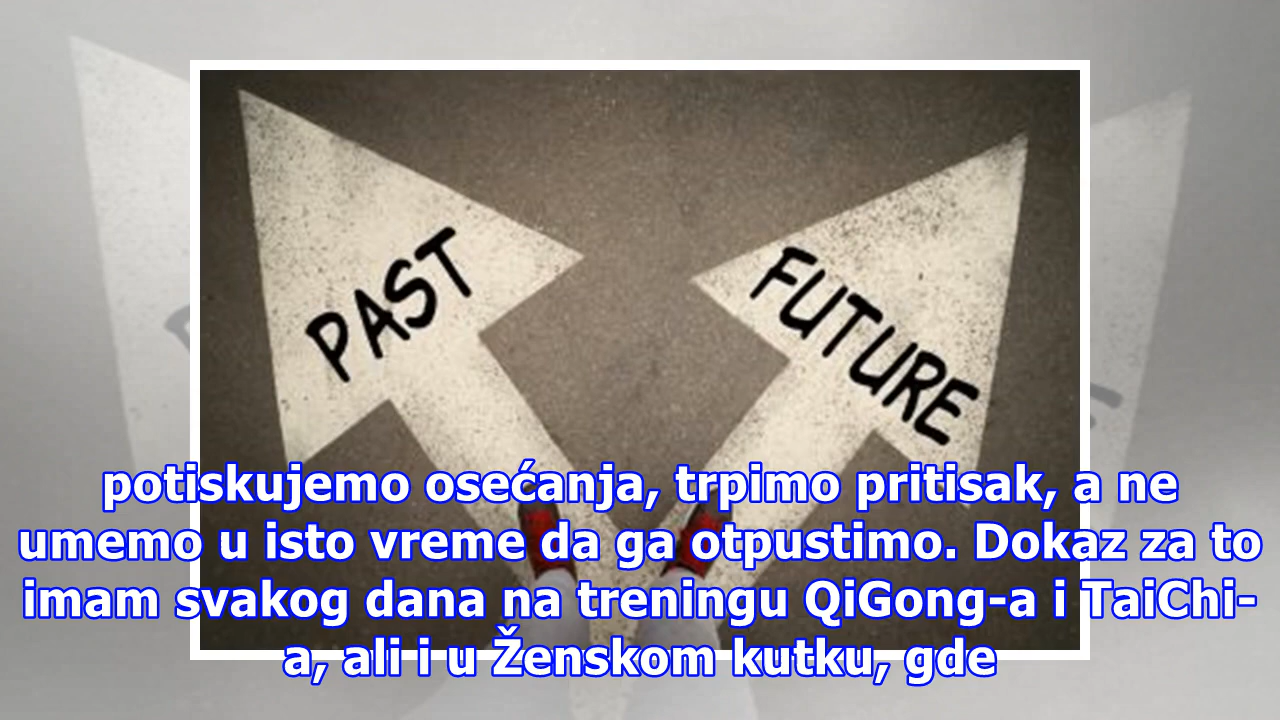 PAST
FUTURE
potiskujemo osećanja, trpimo pritisak, a ne
umemo u isto vreme da ga otpustimo. Dokaz za to
imam svakog dana na treningu QiGong-a i TaiChi-
a, ali i u Ženskom kutku, gde